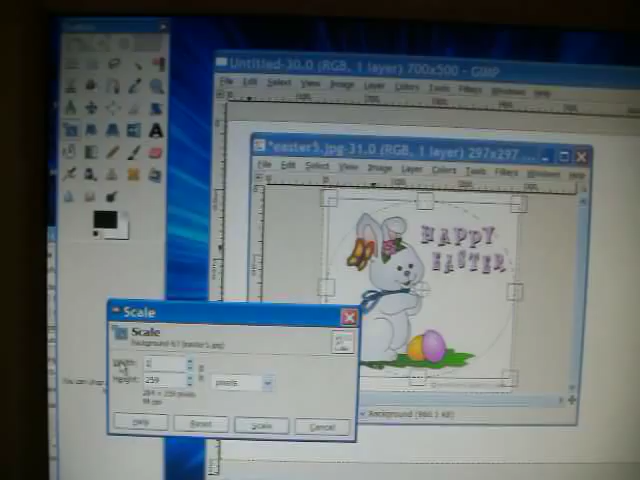 Untitled-30.0 (RGB, 1 layer) 700x500 - GIMP
File Edit Select View Image Layer Colors Tools Filters Windows Help
*easter5.jpg-31.0 (RGB, 1 layer) 297x297 ...
File Edit Select View Image Layer Colors Tools Filters Windows Help
HAPPY
EASTER
Scale
Scale
Width: 1
Height: 259
pixels
Help Reset Scale Cancel
Background